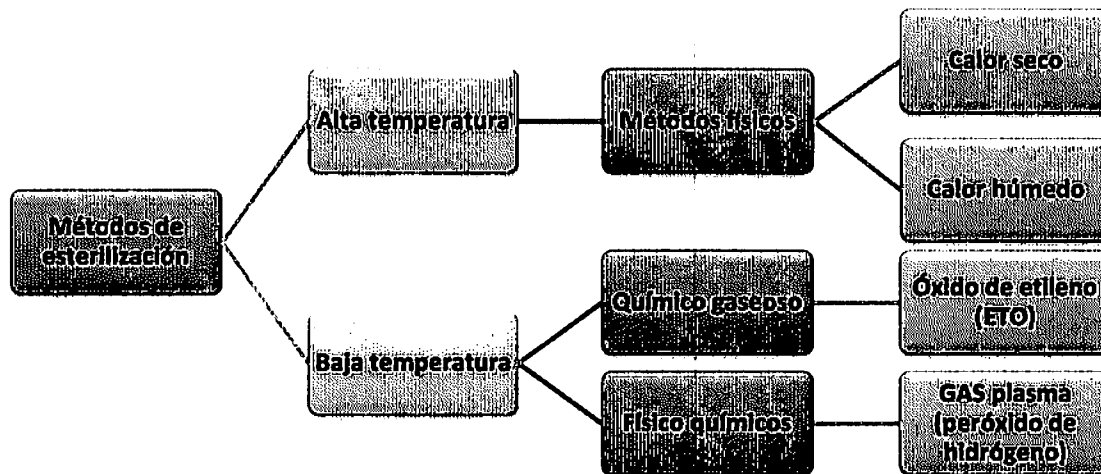 Métodos de
esterilización
Alta temperatura
Métodos físicos
Calor seco
Calor húmedo
Baja temperatura
Químico gaseoso
Óxido de etileno
(ETO)
Físico químicos
GAS plasma
(peróxido de
hidrógeno)